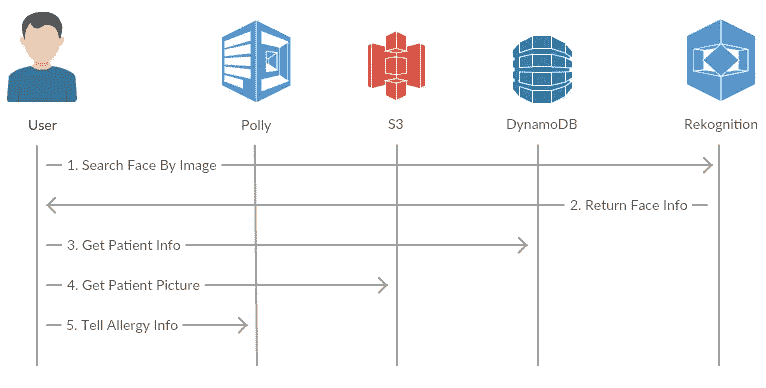 User
Polly
S3
DynamoDB
Rekognition
1. Search Face By Image
2. Return Face Info
3. Get Patient Info
4. Get Patient Picture
5. Tell Allergy Info